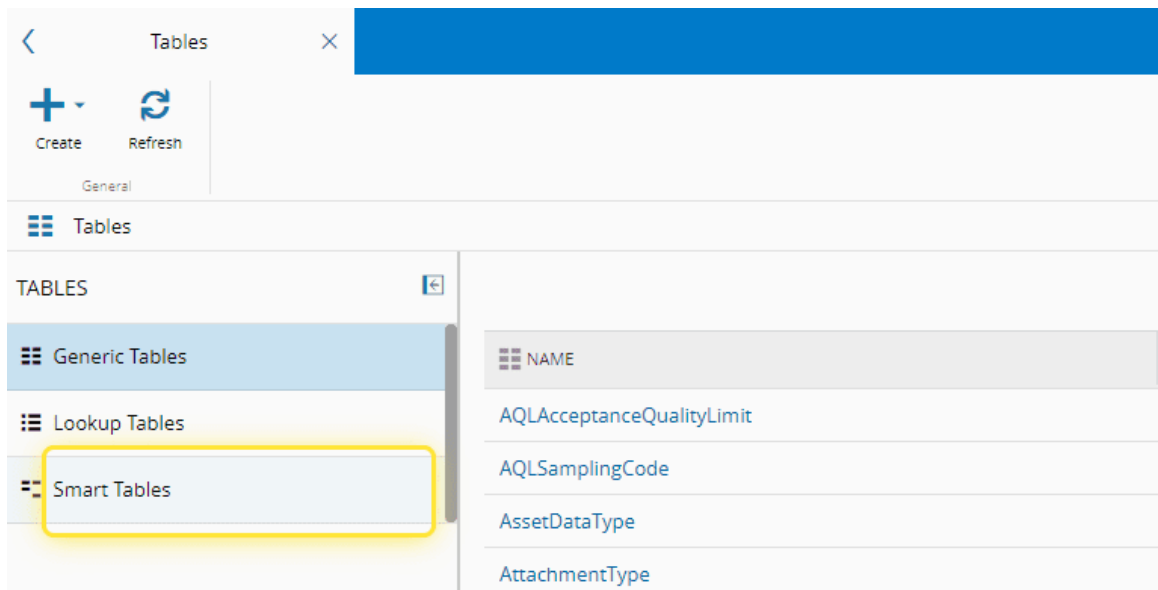 Tables
Create
Refresh
General
Tables
TABLES
Generic Tables
Lookup Tables
Smart Tables
NAME
AQLAcceptanceQualityLimit
AQLSamplingCode
AssetDataType
AttachmentType